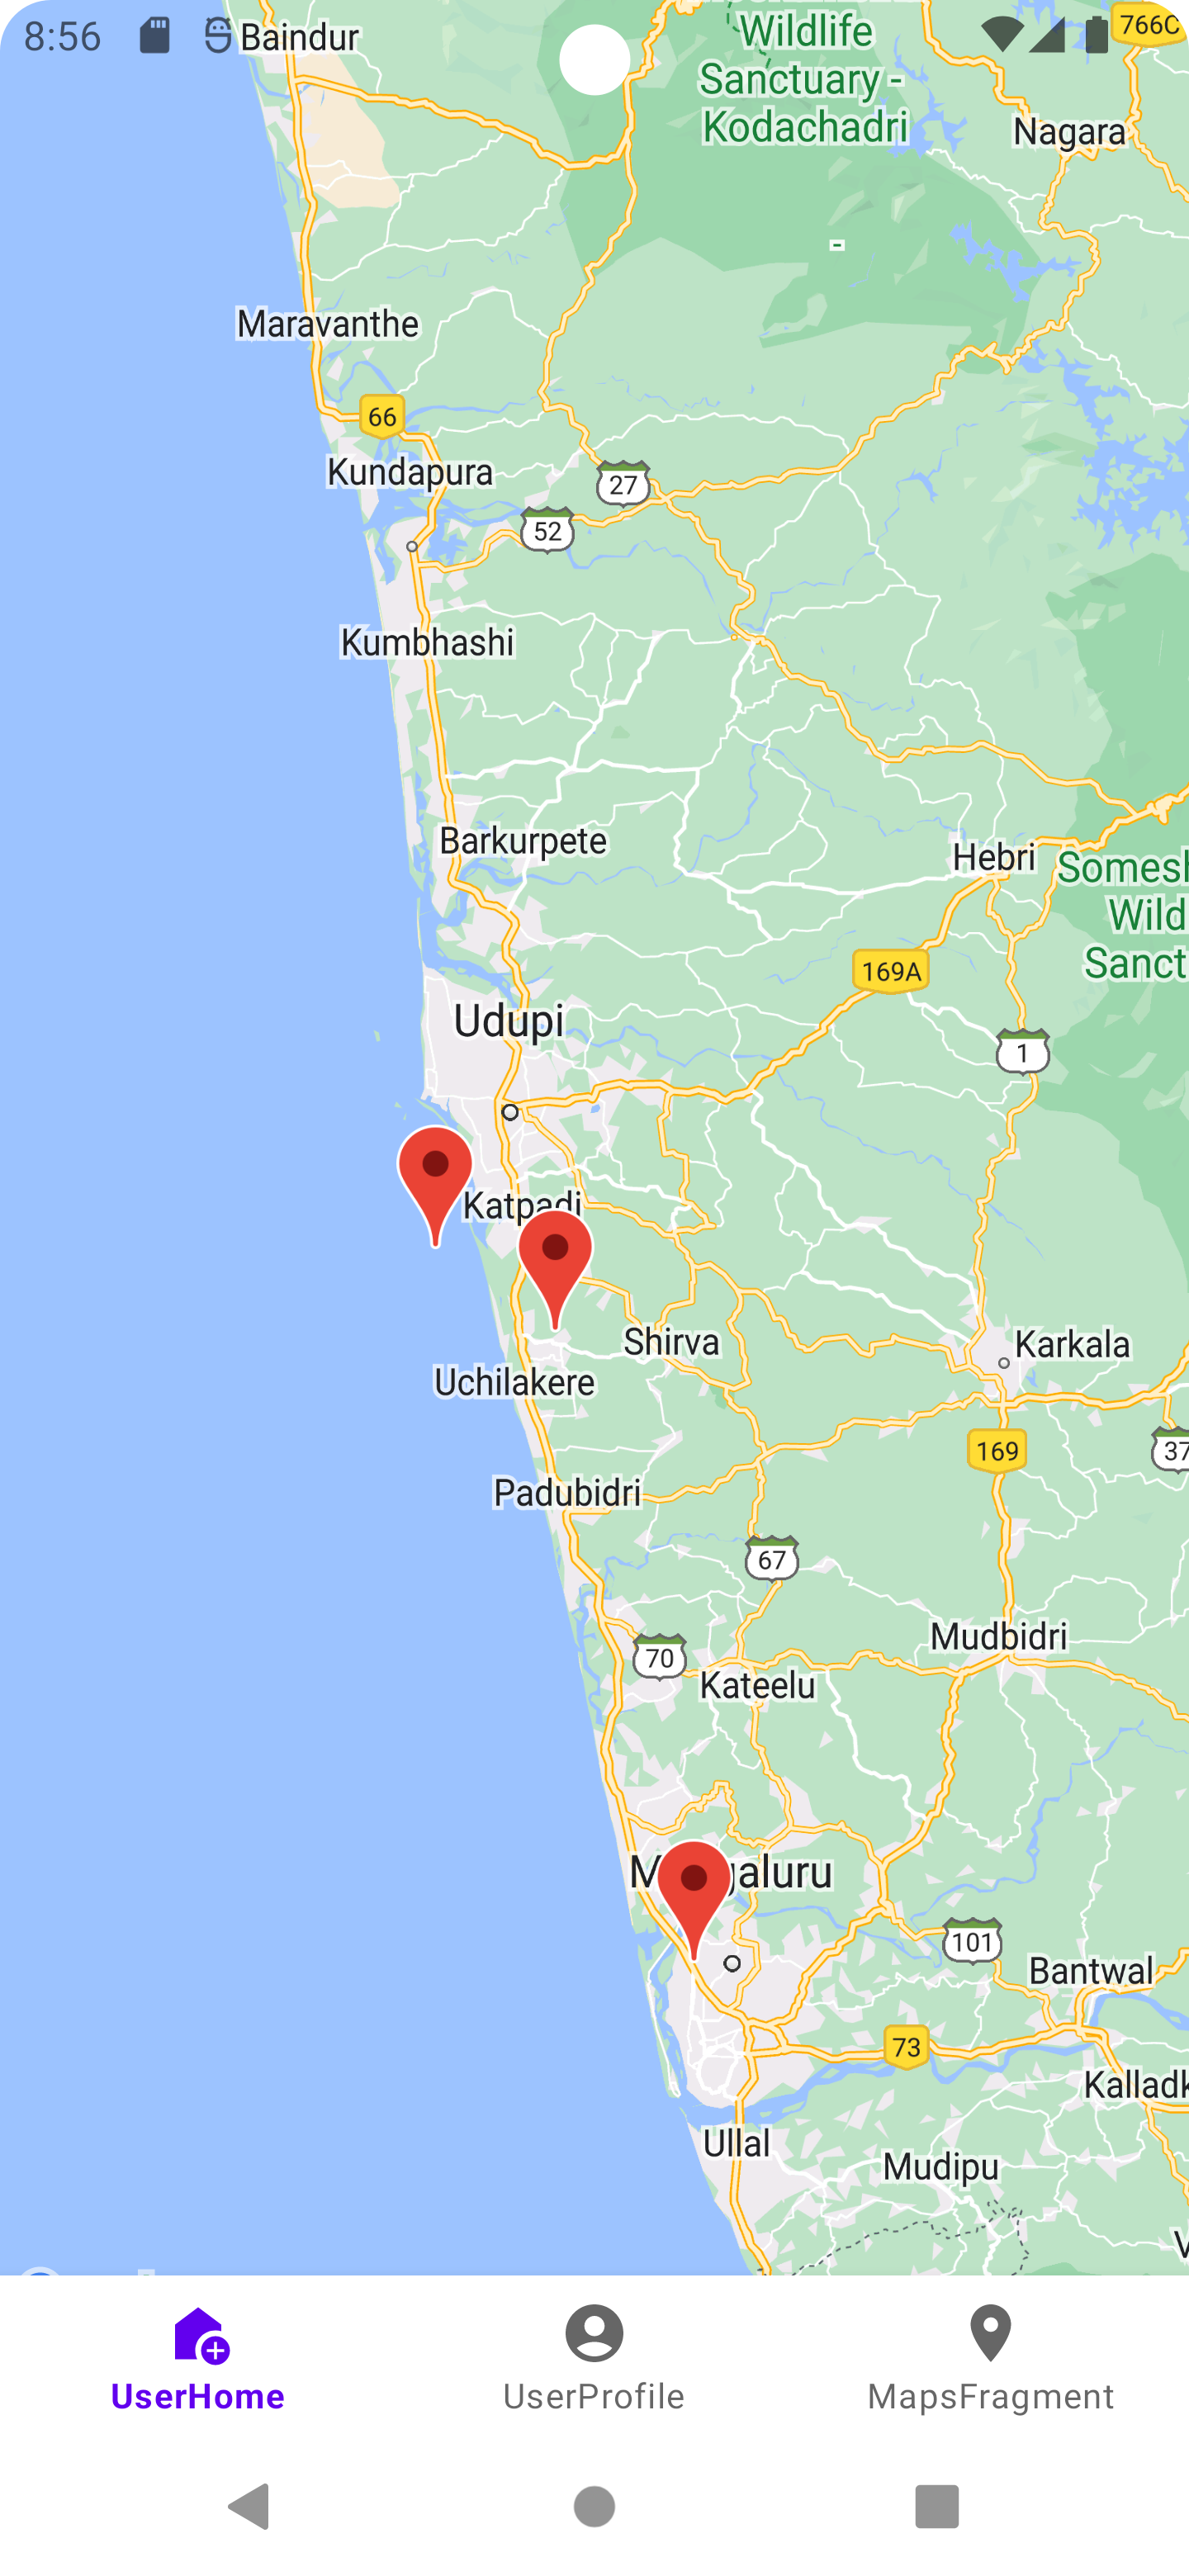 8:56
Baindur
766C
Wildlife
Sanctuary -
Kodachadri
Nagara
-
Maravanthe
66
Kundapura
27
52
Kumbhashi
Barkurpete
Hebri
Somesh
Wild
Sanct
169A
Udupi
1
Katpadi
Shirva
Karkala
Uchilakere
169
37
Padubidri
67
Mudbidri
70
Kateelu
M galuru
101
Bantwal
73
Kalladk
Ullal
Mudipu
V
UserHome
UserProfile
MapsFragment